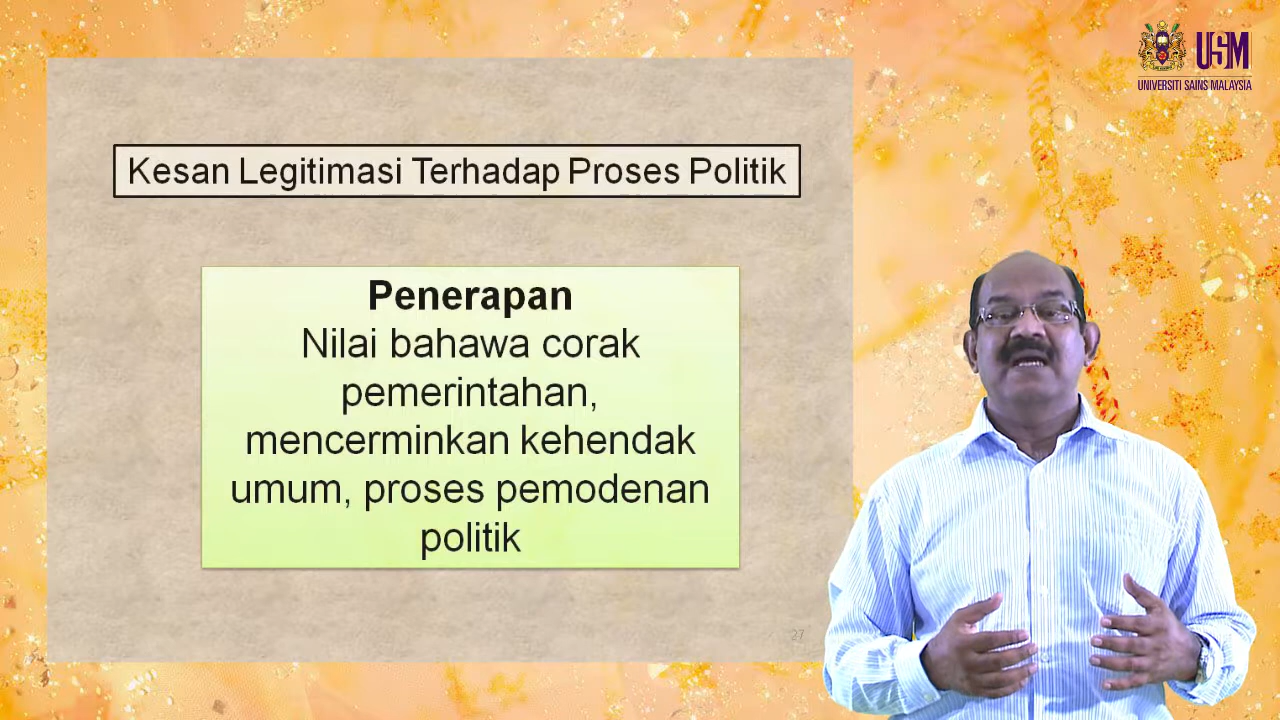 USM
UNIVERSITI SAINS MALAYSIA
Kesan Legitimasi Terhadap Proses Politik
Penerapan
Nilai bahawa corak
pemerintahan,
mencerminkan kehendak
umum, proses pemodenan
politik
27